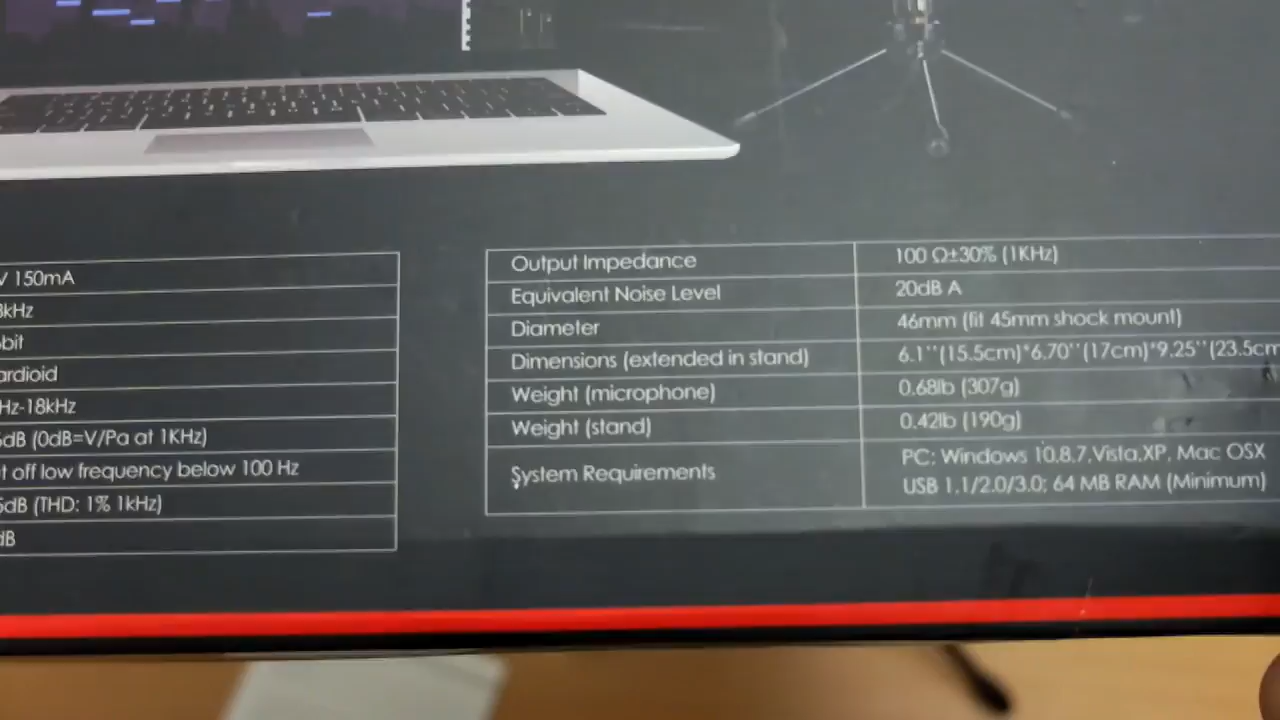 V 150mA
8kHz
bit
ardioid
Hz-18kHz
dB (0dB=V/Pa at 1KHz)
t off low frequency below 100 Hz
5dB (THD: 1% 1kHz)
dB
Output Impedance 100 Ω±30% (1KHz)
Equivalent Noise Level 20dB A
Diameter 46mm (fit 45mm shock mount)
Dimensions (extended in stand) 6.1''(15.5cm)*6.70''(17cm)*9.25''(23.5cm
Weight (microphone) 0.68lb (307g)
Weight (stand) 0.42lb (190g)
System Requirements PC: Windows 10,8,7,Vista,XP, Mac OSX
USB 1.1/2.0/3.0; 64 MB RAM (Minimum)